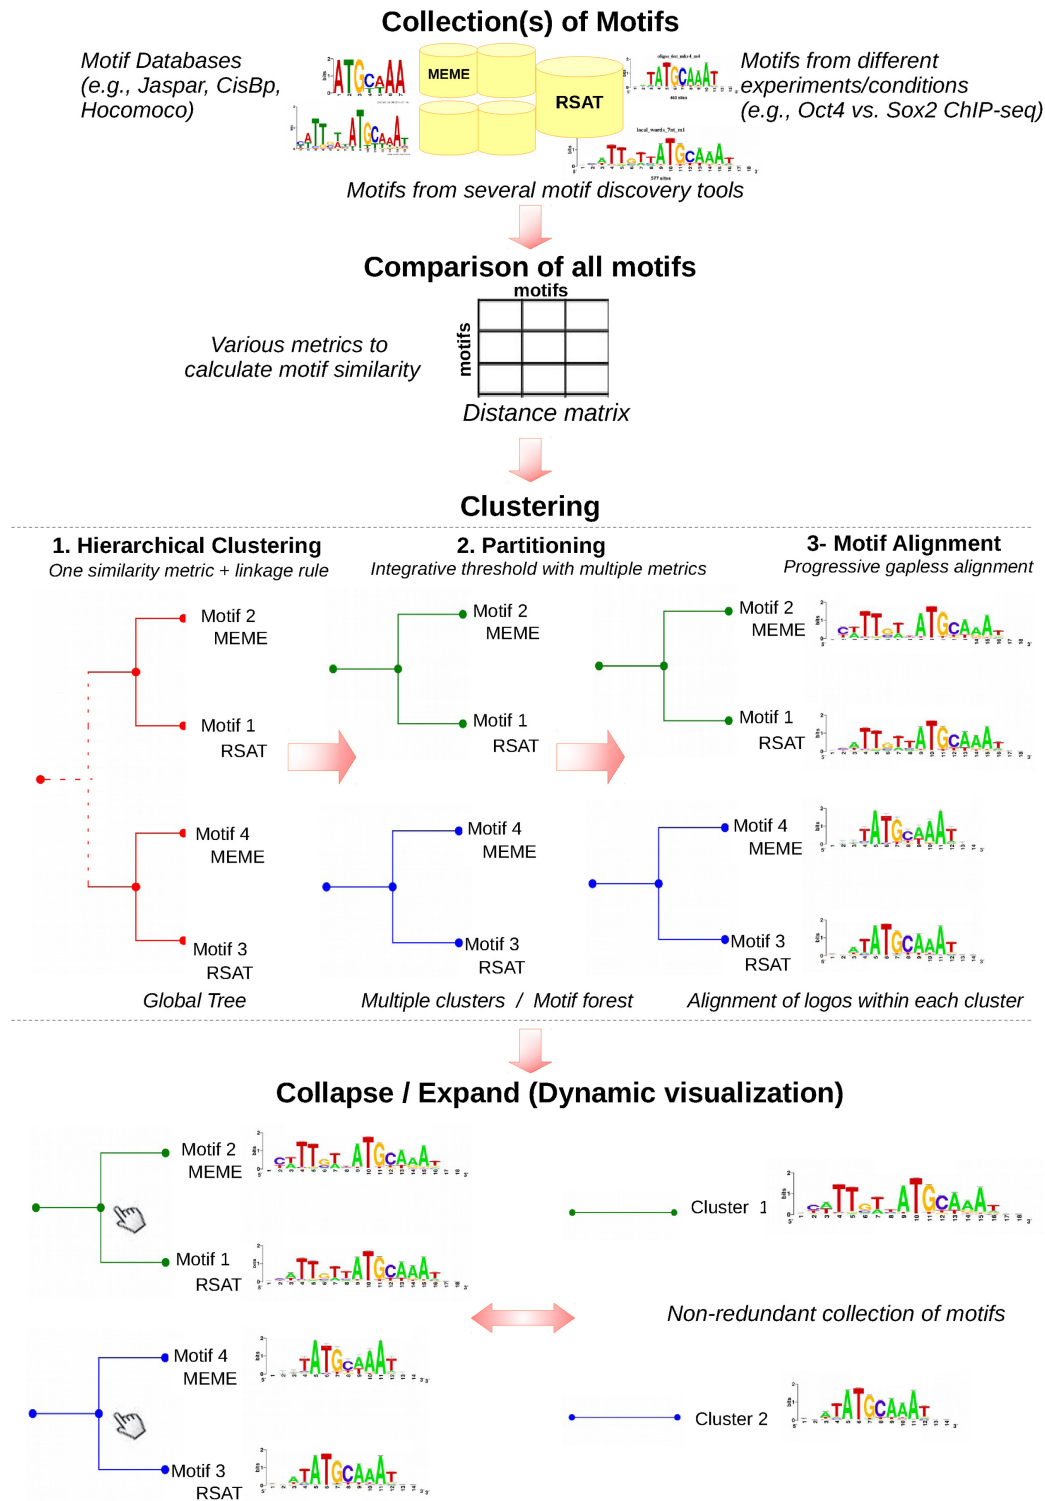 Collection(s) of Motifs
Motif Databases
(e.g., Jaspar, CisBp,
Hocomoco)
MEME
RSAT
oligos_6nt_mkv4_m4
463 sites
local_words_7nt_m1
577 sites
Motifs from different
experiments/conditions
(e.g., Oct4 vs. Sox2 ChIP-seq)
Motifs from several motif discovery tools
Comparison of all motifs
motifs
motifs
Various metrics to
calculate motif similarity
Distance matrix
Clustering
1. Hierarchical Clustering
One similarity metric + linkage rule
2. Partitioning
Integrative threshold with multiple metrics
3- Motif Alignment
Progressive gapless alignment
Motif 2
MEME
Motif 1
RSAT
Motif 4
MEME
Motif 3
RSAT
Global Tree
Motif 2
MEME
Motif 1
RSAT
Motif 4
MEME
Motif 3
RSAT
Multiple clusters / Motif forest
Motif 2
MEME
Motif 1
RSAT
Motif 4
MEME
Motif 3
RSAT
Alignment of logos within each cluster
Collapse / Expand (Dynamic visualization)
Motif 2
MEME
Motif 1
RSAT
Motif 4
MEME
Motif 3
RSAT
Cluster 1
Non-redundant collection of motifs
Cluster 2